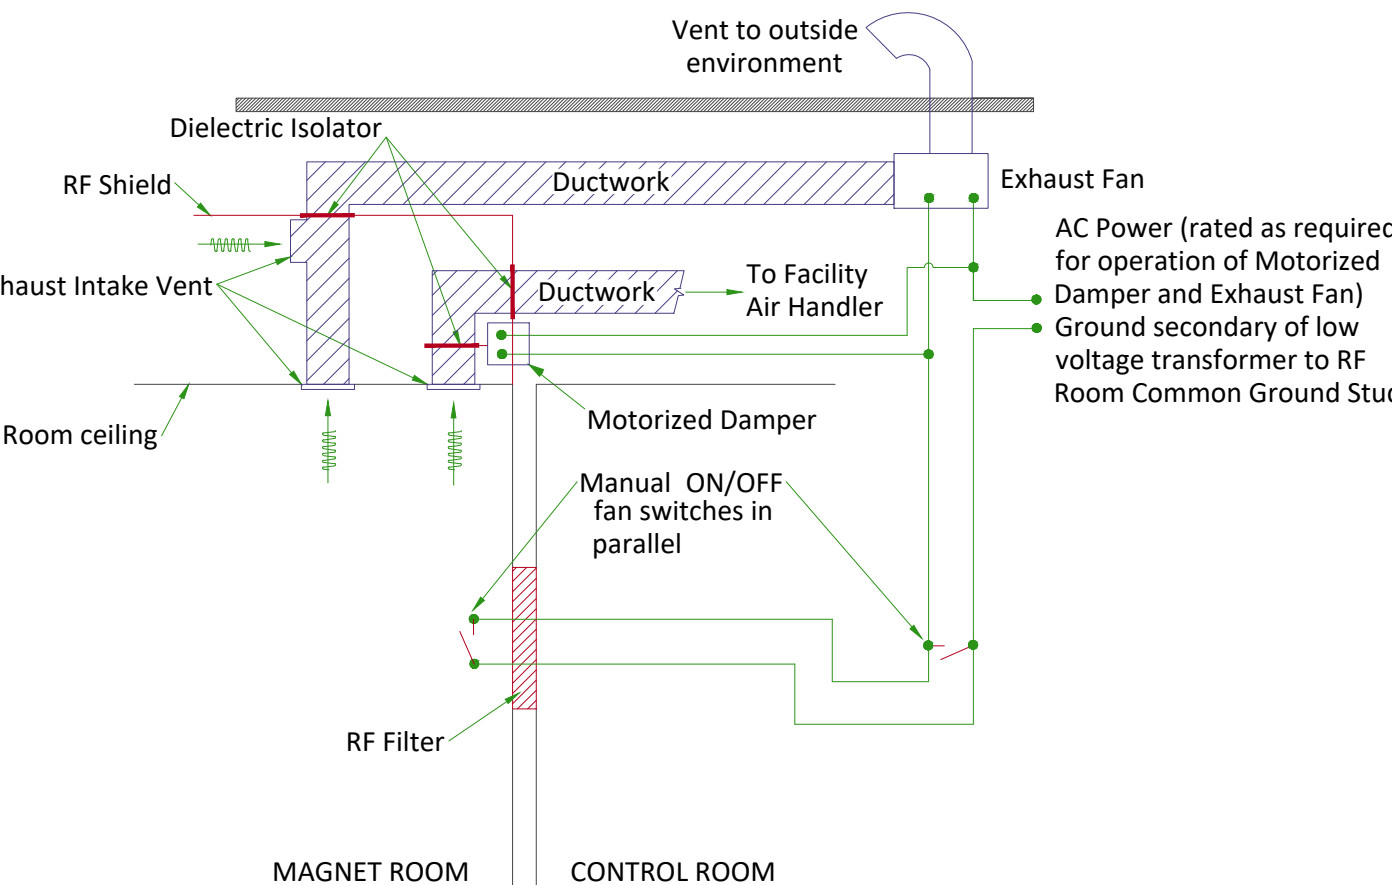 Vent to outside
environment
Dielectric Isolator
RF Shield
Ductwork
Exhaust Fan
AC Power (rated as required
for operation of Motorized
Damper and Exhaust Fan)
Ground secondary of low
voltage transformer to RF
Room Common Ground Stud
haust Intake Vent
Ductwork
To Facility
Air Handler
Room ceiling
Motorized Damper
Manual ON/OFF
fan switches in
parallel
RF Filter
MAGNET ROOM
CONTROL ROOM